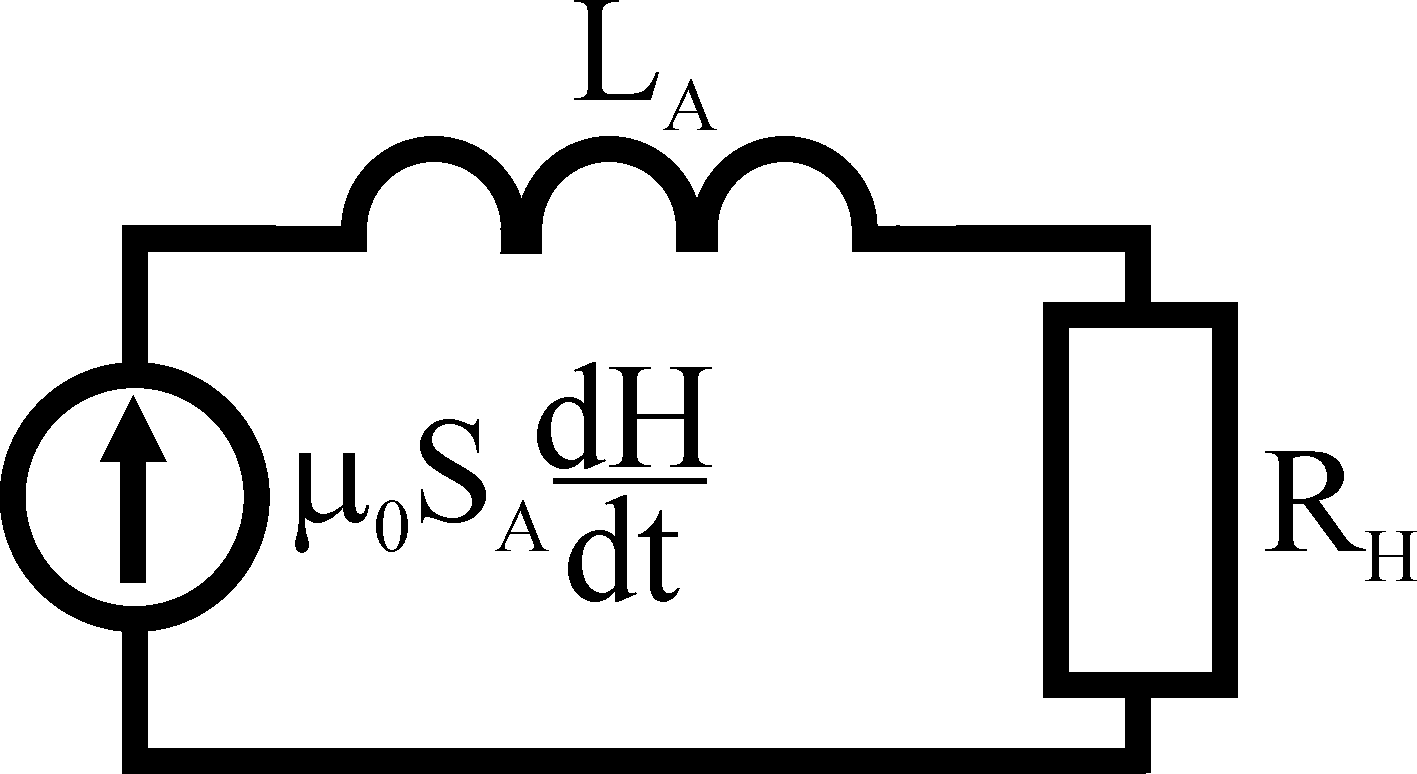 L_A
μ₀S_A dH/dt
R_H